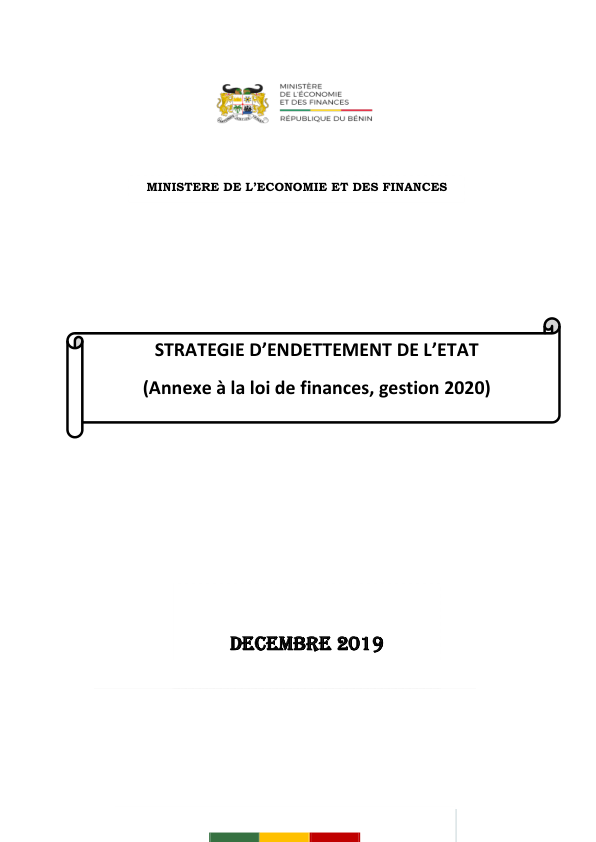 MINISTÈRE
DE L'ÉCONOMIE
ET DES FINANCES
RÉPUBLIQUE DU BÉNIN
MINISTERE DE L'ECONOMIE ET DES FINANCES
STRATEGIE D'ENDETTEMENT DE L'ETAT
(Annexe à la loi de finances, gestion 2020)
DECEMBRE 2019